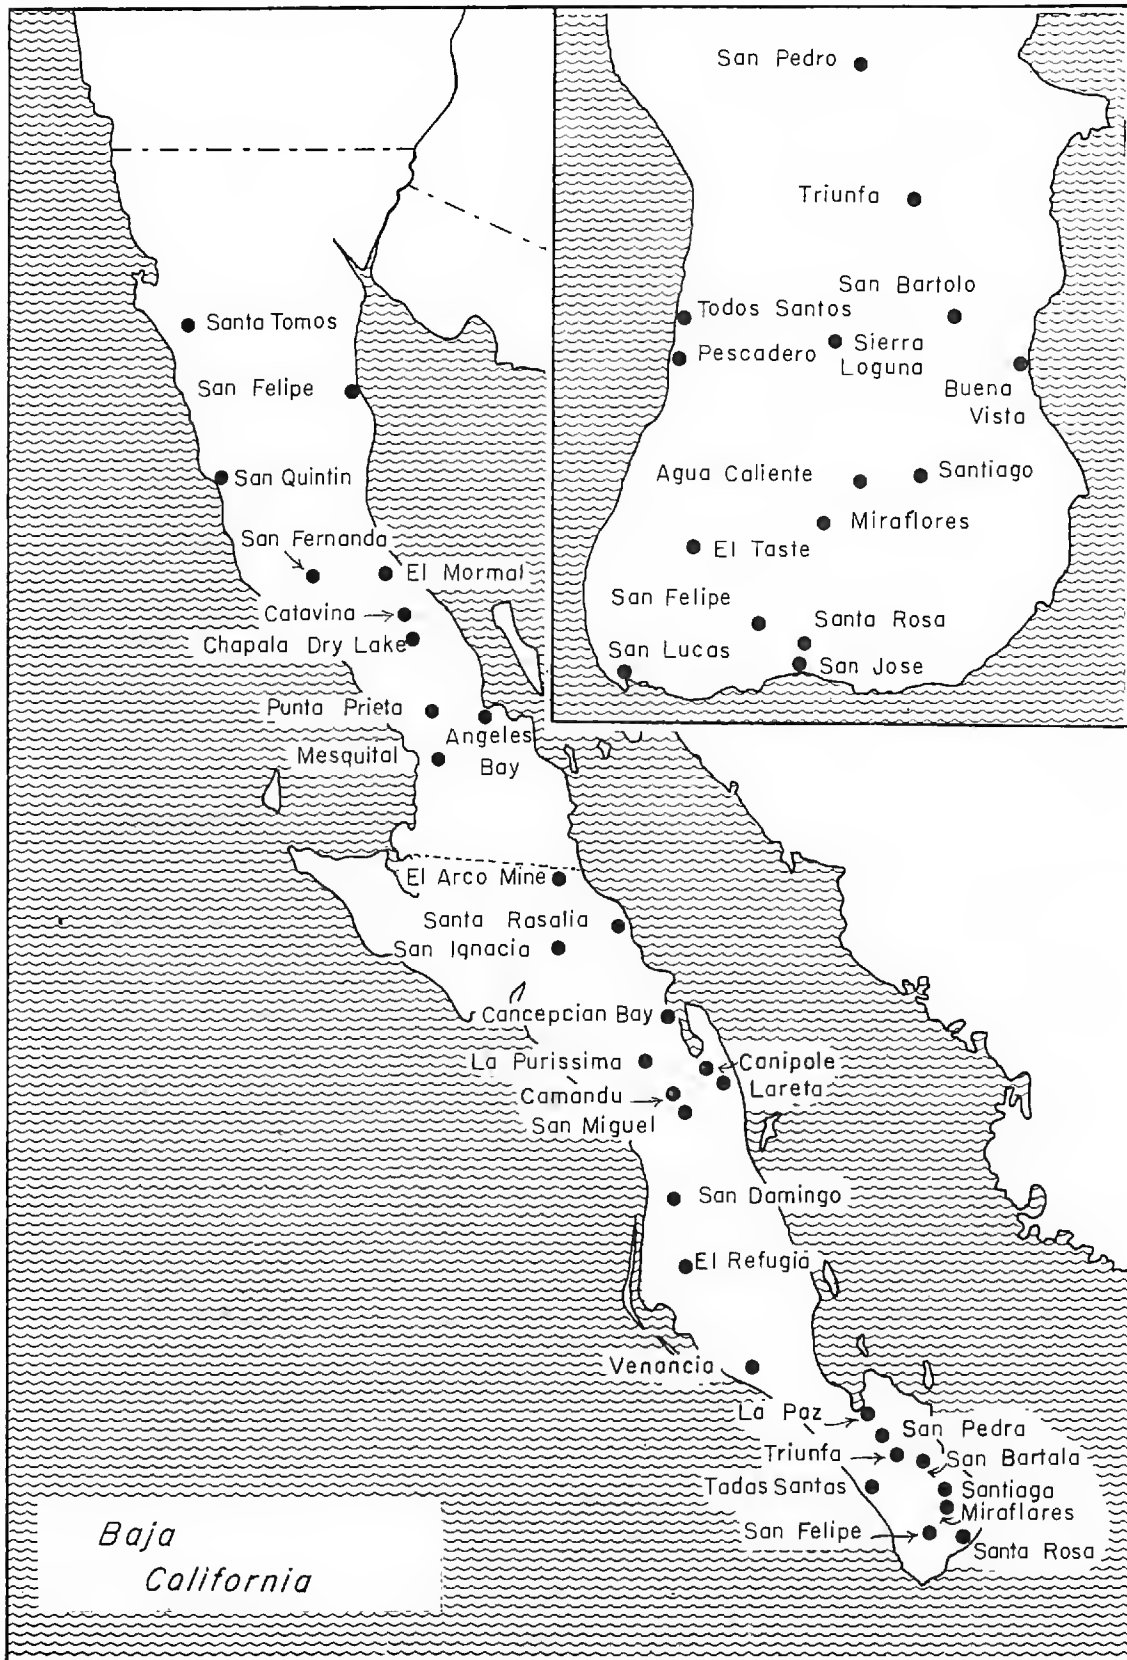 San Pedro
Triunfa
San Bartolo
Todos Santos
Sierra
Loguna
Pescadero
Buena
Vista
Agua Caliente
Santiago
Miraflores
El Taste
San Felipe
Santa Rosa
San Lucas
San Jose
Santa Tomos
San Felipe
San Quintin
San Fernanda
El Mormal
Catavina
Chapala Dry Lake
Punta Prieta
Angeles
Bay
Mesquital
El Arco Mine
Santa Rasalia
San Ignacia
Cancepcian Bay
La Purissima
Canipole
Lareta
Camandu
San Miguel
San Damingo
El Refugia
Venancia
La Paz
San Pedra
Triunfa
San Bartala
Tadas Santas
Santiaga
Miraflares
San Felipe
Santa Rosa
Baja
California